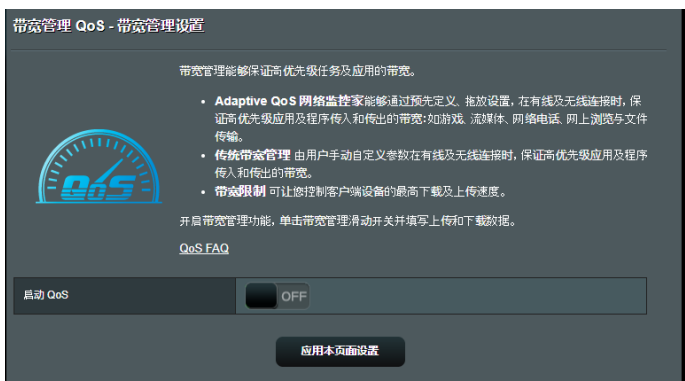 带宽管理 QoS - 带宽管理设置
带宽管理能够保证高优先级任务及应用的带宽。
• Adaptive QoS 网络监控家能够通过预先定义、拖放设置，在有线及无线连接时，保
证高优先级应用及程序传入和传出的带宽:如游戏、流媒体、网络电话、网上浏览与文件
传输。
• 传统带宽管理 由用户手动自定义参数在有线及无线连接时，保证高优先级应用及程序
传入和传出的带宽。
• 带宽限制 可让您控制客户端设备的最高下载及上传速度。
QoS
开启带宽管理功能，单击带宽管理滑动开关并填写上传和下载数据。
QoS FAQ
启动 QoS
OFF
应用本页面设置